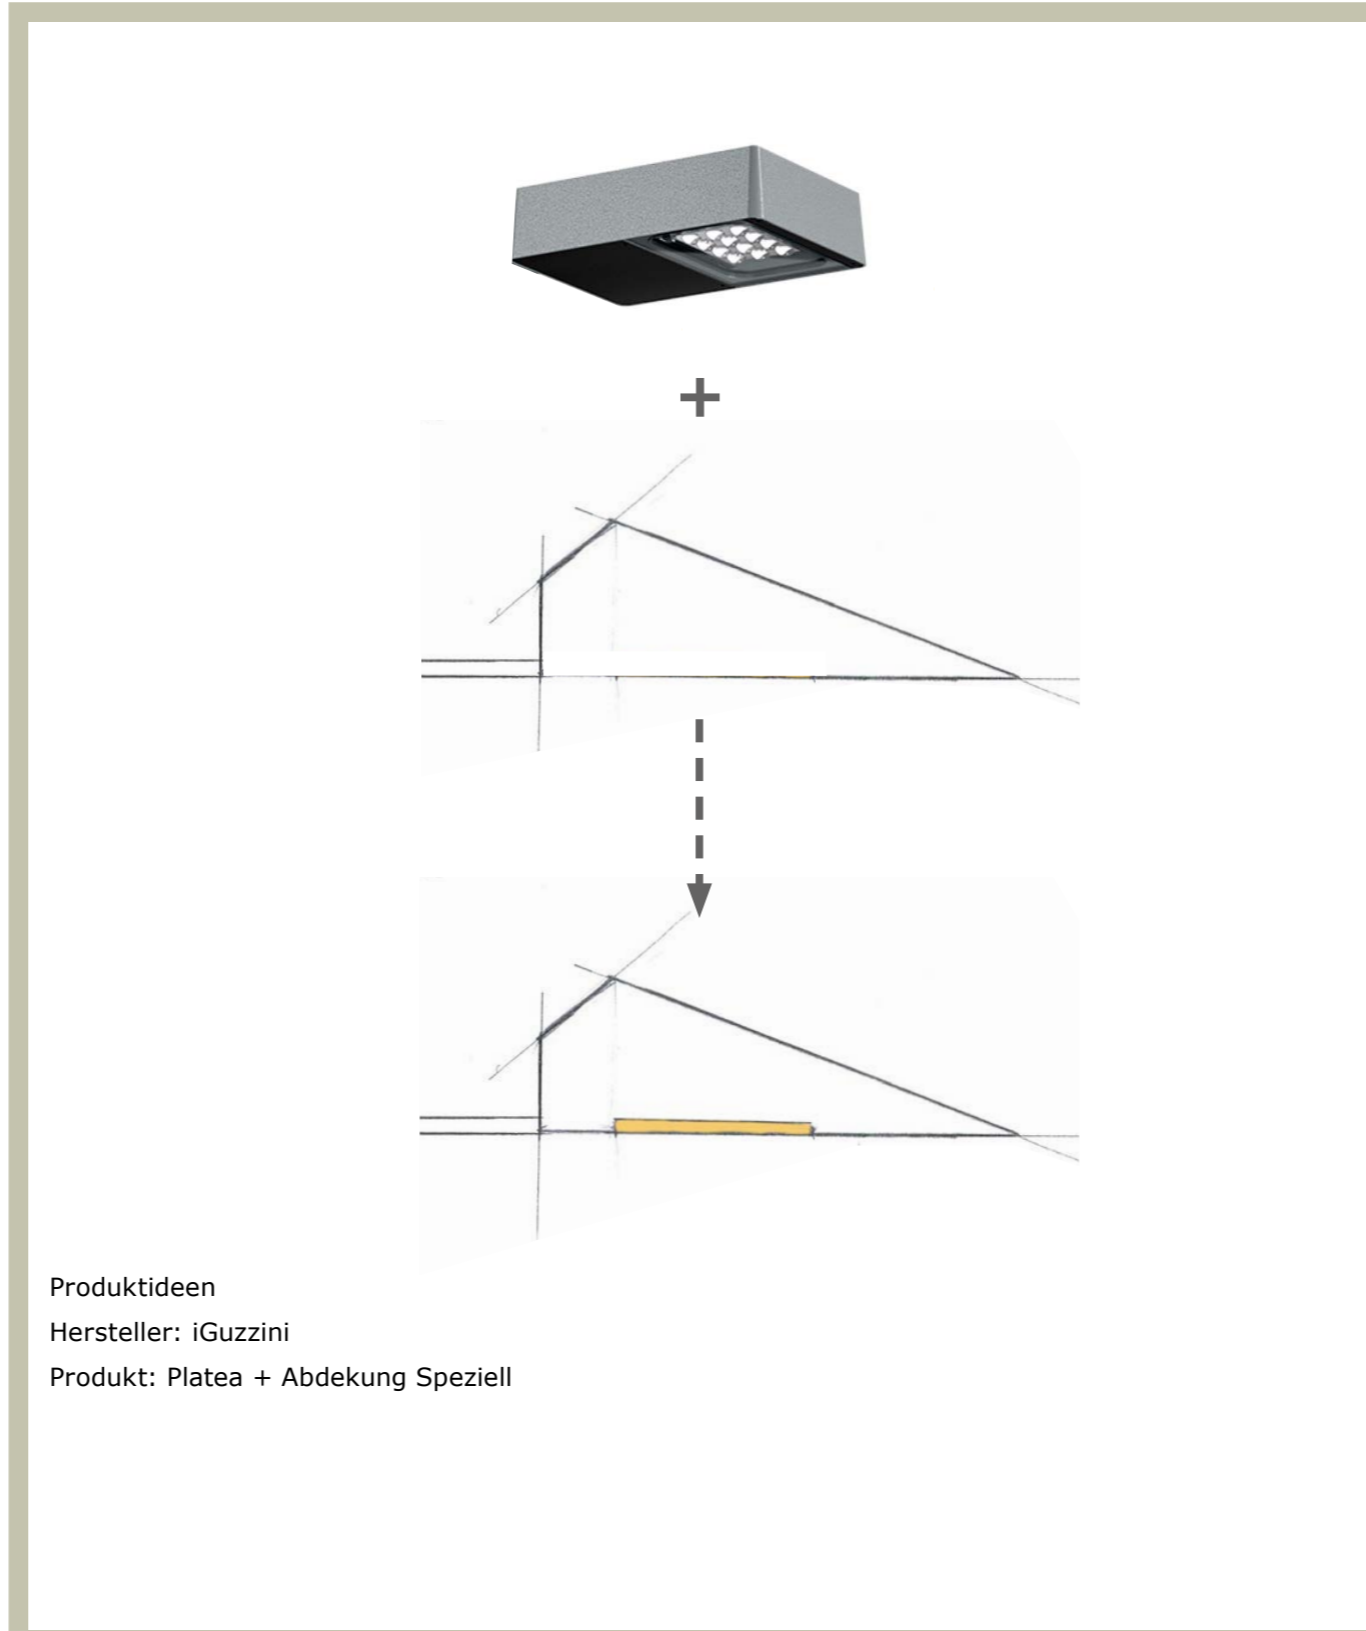 Produktideen
Hersteller: iGuzzini
Produkt: Platea + Abdekung Speziell